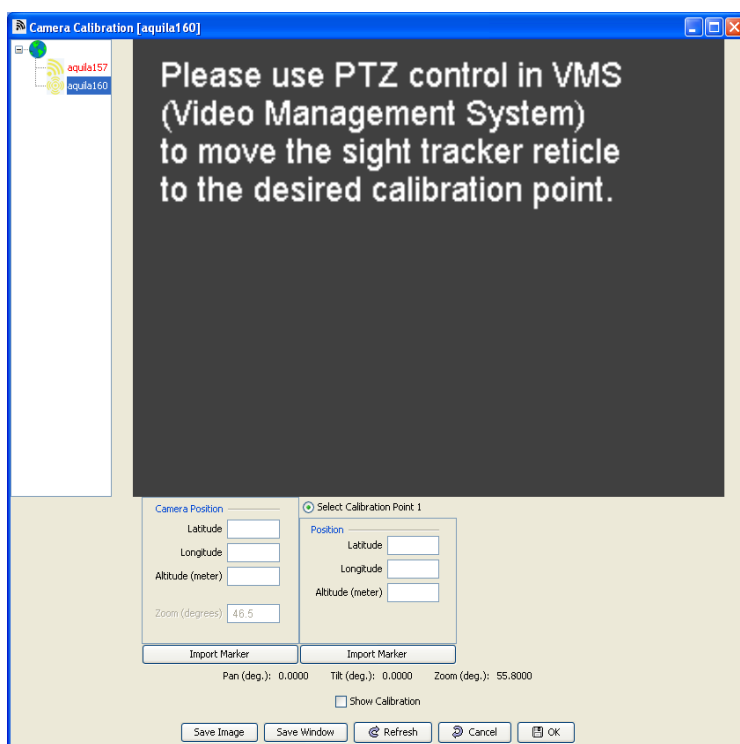 Camera Calibration [aquila160]
aquila157
aquila160
Please use PTZ control in VMS
(Video Management System)
to move the sight tracker reticle
to the desired calibration point.
Camera Position
Latitude
Longitude
Altitude (meter)
Zoom (degrees) 46.5
Import Marker
Select Calibration Point 1
Position
Latitude
Longitude
Altitude (meter)
Import Marker
Pan (deg.): 0.0000 Tilt (deg.): 0.0000 Zoom (deg.): 55.8000
Show Calibration
Save Image Save Window Refresh Cancel OK